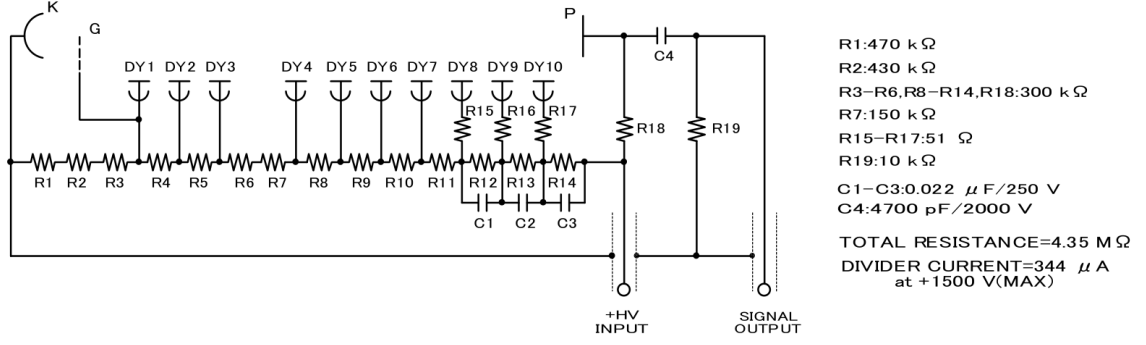 K
G
P
C4
DY1 DY2 DY3 DY4 DY5 DY6 DY7 DY8 DY9 DY10
R15 R16 R17
R18 R19
R1 R2 R3 R4 R5 R6 R7 R8 R9 R10 R11 R12 R13 R14
C1 C2 C3
+HV
INPUT
SIGNAL
OUTPUT
R1:470 kΩ
R2:430 kΩ
R3-R6,R8-R14,R18:300 kΩ
R7:150 kΩ
R15-R17:51 Ω
R19:10 kΩ
C1-C3:0.022 μF/250 V
C4:4700 pF/2000 V
TOTAL RESISTANCE=4.35 MΩ
DIVIDER CURRENT=344 μA
at +1500 V(MAX)